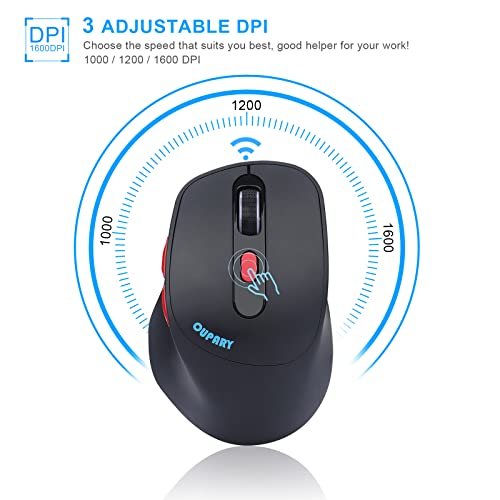 DPI
1600DPI
3 ADJUSTABLE DPI
Choose the speed that suits you best, good helper for your work!
1000 / 1200 / 1600 DPI
1200
1000
1600
OUPARY